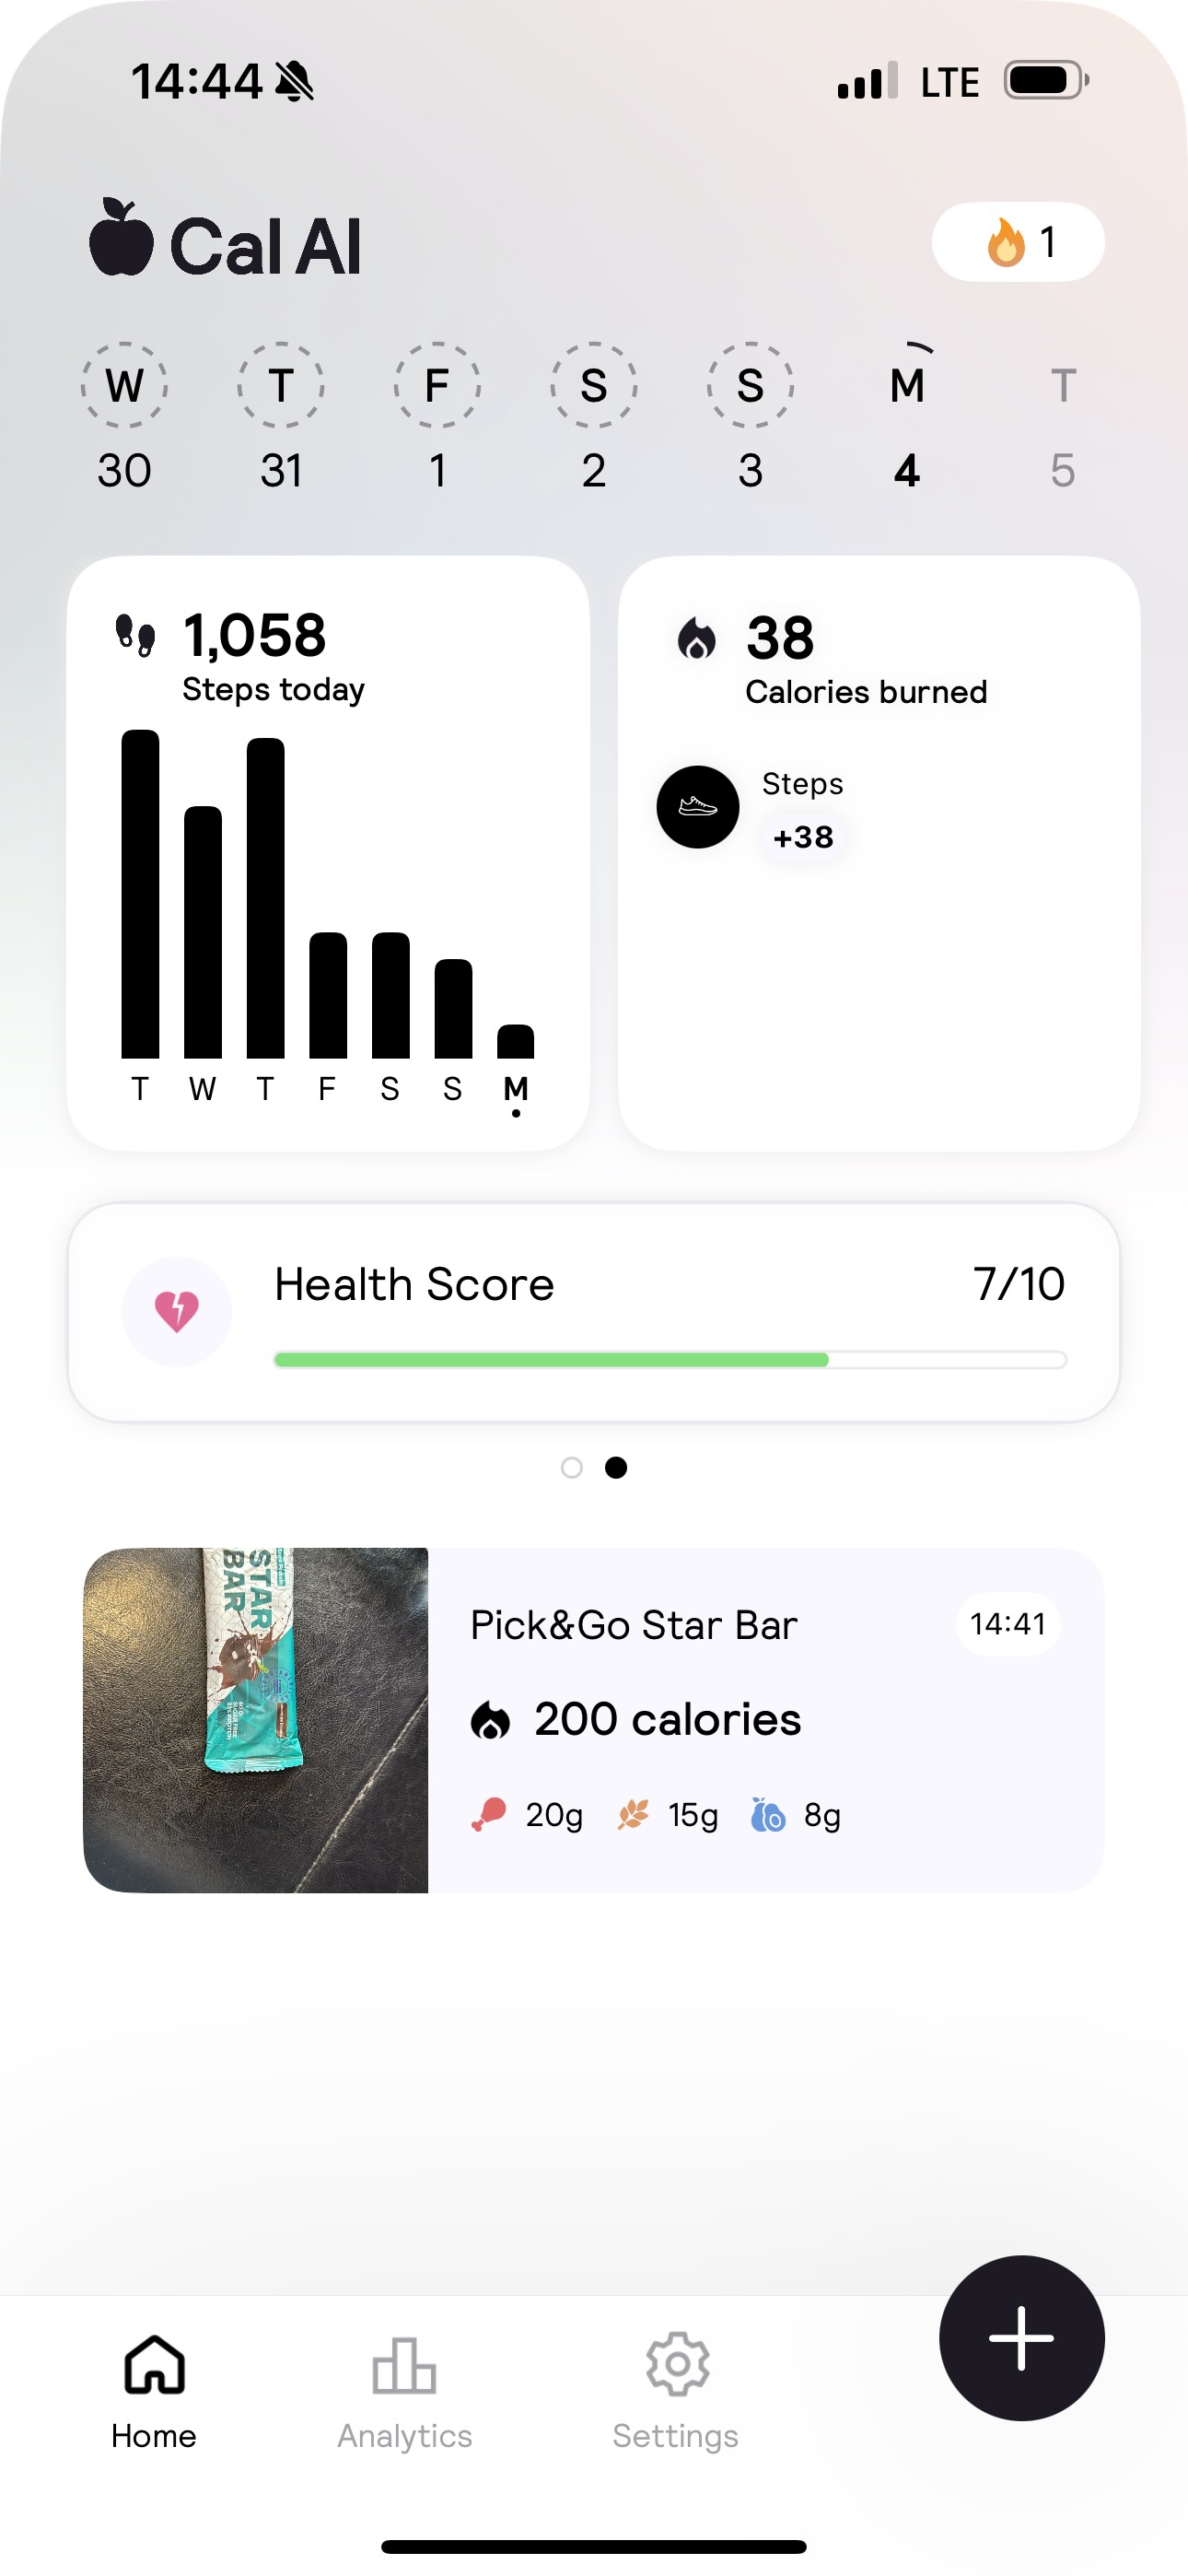 14:44 LTE
Cal AI 1
W T F S S M T
30 31 1 2 3 4 5
1,058
Steps today
38
Calories burned
Steps
+38
T W T F S S M
Health Score 7/10
STAR
BAR
Pick&Go Star Bar 14:41
200 calories
20g 15g 8g
Home Analytics Settings